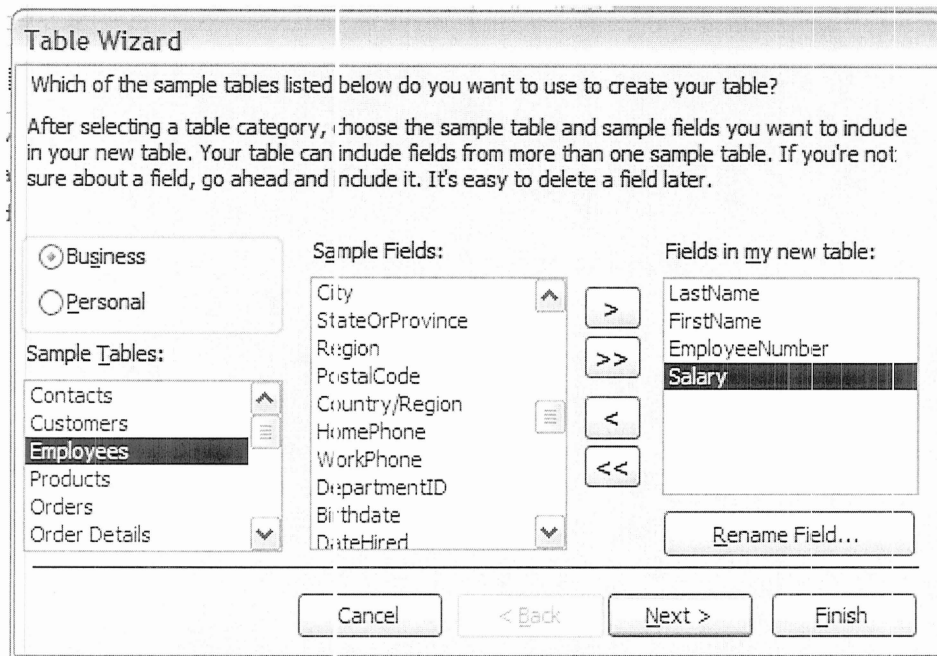 Table Wizard
Which of the sample tables listed below do you want to use to create your table?
After selecting a table category, choose the sample table and sample fields you want to include
in your new table. Your table can include fields from more than one sample table. If you're not
sure about a field, go ahead and include it. It's easy to delete a field later.
Business
Personal
Sample Tables:
Contacts
Customers
Employees
Products
Orders
Order Details
Sample Fields:
City
StateOrProvince
Region
PostalCode
Country/Region
HomePhone
WorkPhone
DepartmentID
Birthdate
DateHired
>
>>
<
<<
Fields in my new table:
LastName
FirstName
EmployeeNumber
Salary
Rename Field...
Cancel
< Back
Next >
Finish